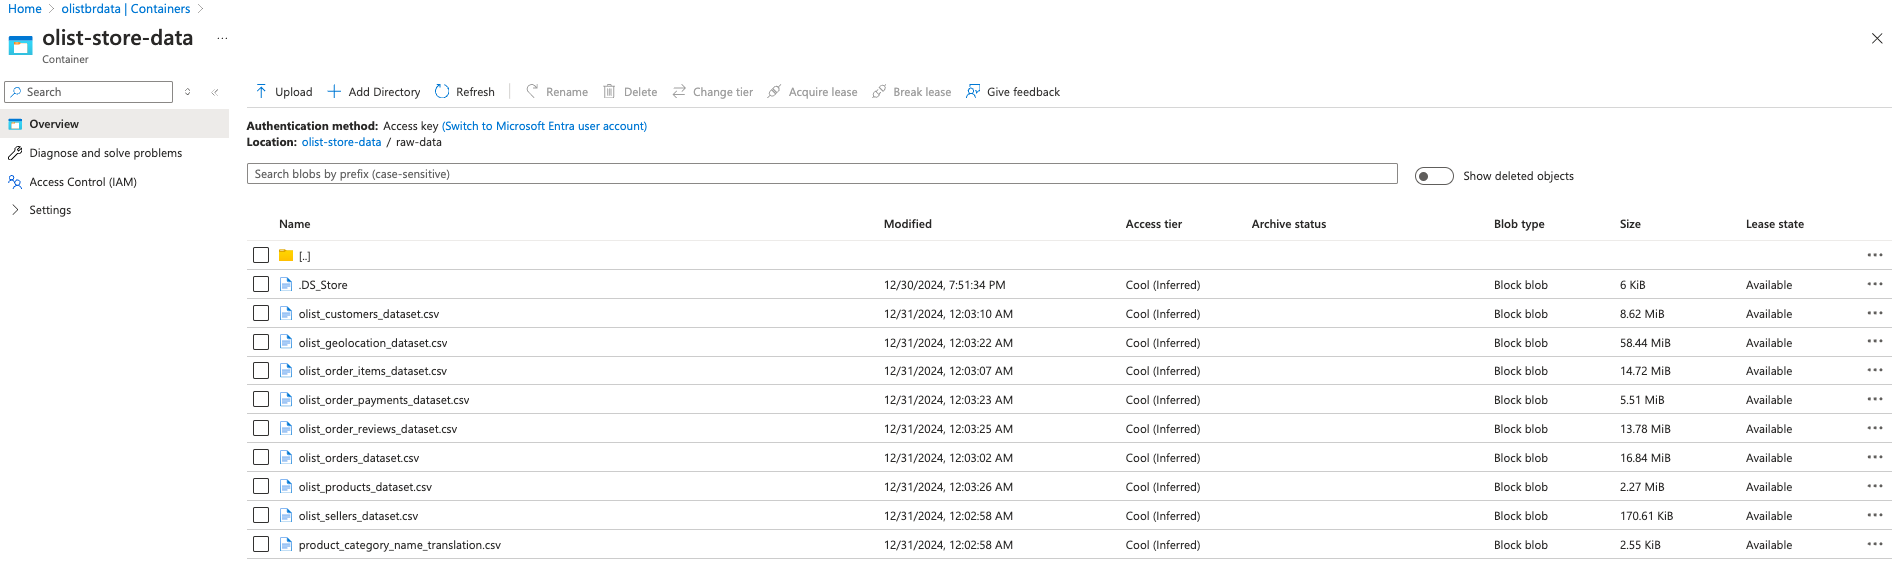 Home > olistbrdata | Containers >
olist-store-data ...
Container
Search
Overview
Diagnose and solve problems
Access Control (IAM)
Settings
Upload Add Directory Refresh Rename Delete Change tier Acquire lease Break lease Give feedback
Authentication method: Access key (Switch to Microsoft Entra user account)
Location: olist-store-data / raw-data
Search blobs by prefix (case-sensitive) Show deleted objects
Name Modified Access tier Archive status Blob type Size Lease state
[..]
.DS_Store 12/30/2024, 7:51:34 PM Cool (Inferred) Block blob 6 KiB Available
olist_customers_dataset.csv 12/31/2024, 12:03:10 AM Cool (Inferred) Block blob 8.62 MiB Available
olist_geolocation_dataset.csv 12/31/2024, 12:03:22 AM Cool (Inferred) Block blob 58.44 MiB Available
olist_order_items_dataset.csv 12/31/2024, 12:03:07 AM Cool (Inferred) Block blob 14.72 MiB Available
olist_order_payments_dataset.csv 12/31/2024, 12:03:23 AM Cool (Inferred) Block blob 5.51 MiB Available
olist_order_reviews_dataset.csv 12/31/2024, 12:03:25 AM Cool (Inferred) Block blob 13.78 MiB Available
olist_orders_dataset.csv 12/31/2024, 12:03:02 AM Cool (Inferred) Block blob 16.84 MiB Available
olist_products_dataset.csv 12/31/2024, 12:03:26 AM Cool (Inferred) Block blob 2.27 MiB Available
olist_sellers_dataset.csv 12/31/2024, 12:02:58 AM Cool (Inferred) Block blob 170.61 KiB Available
product_category_name_translation.csv 12/31/2024, 12:02:58 AM Cool (Inferred) Block blob 2.55 KiB Available